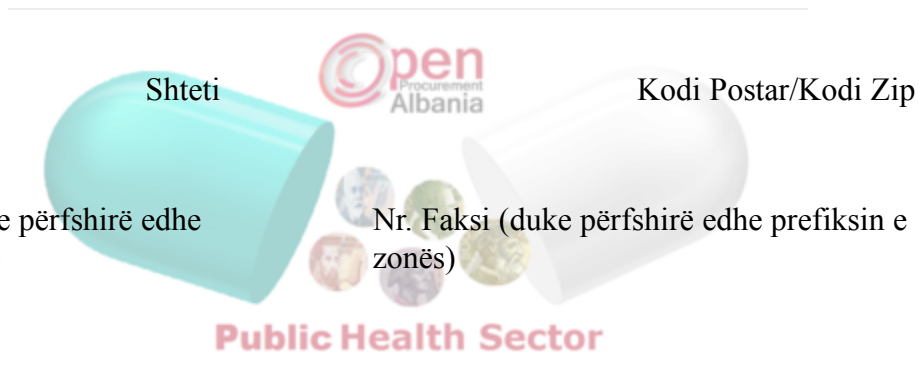 Open
Procurement
Albania
Shteti
Kodi Postar/Kodi Zip
e përfshirë edhe
Nr. Faksi (duke përfshirë edhe prefiksin e
zonës)
Public Health Sector